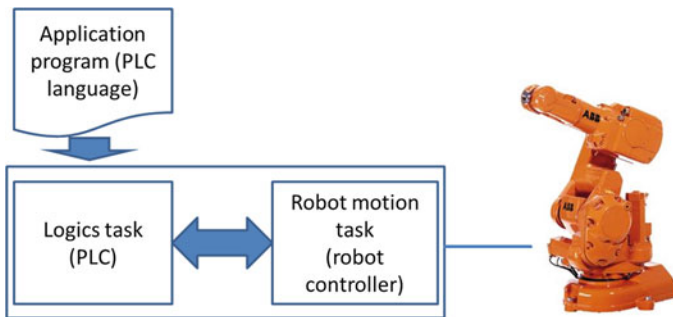 Application
program (PLC
language)
Logics task
(PLC)
Robot motion
task
(robot
controller)
ABB
ABB